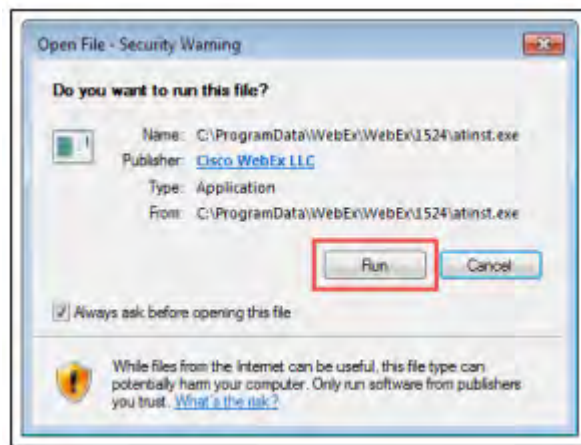 Open File - Security Warning
Do you want to run this file?
Name: C:\ProgramData\WebEx\WebEx\1524\atinst.exe
Publisher: Cisco WebEx LLC
Type: Application
From: C:\ProgramData\WebEx\WebEx\1524\atinst.exe
Run Cancel
Always ask before opening this file
While files from the Internet can be useful, this file type can
potentially harm your computer. Only run software from publishers
you trust. What's the risk?